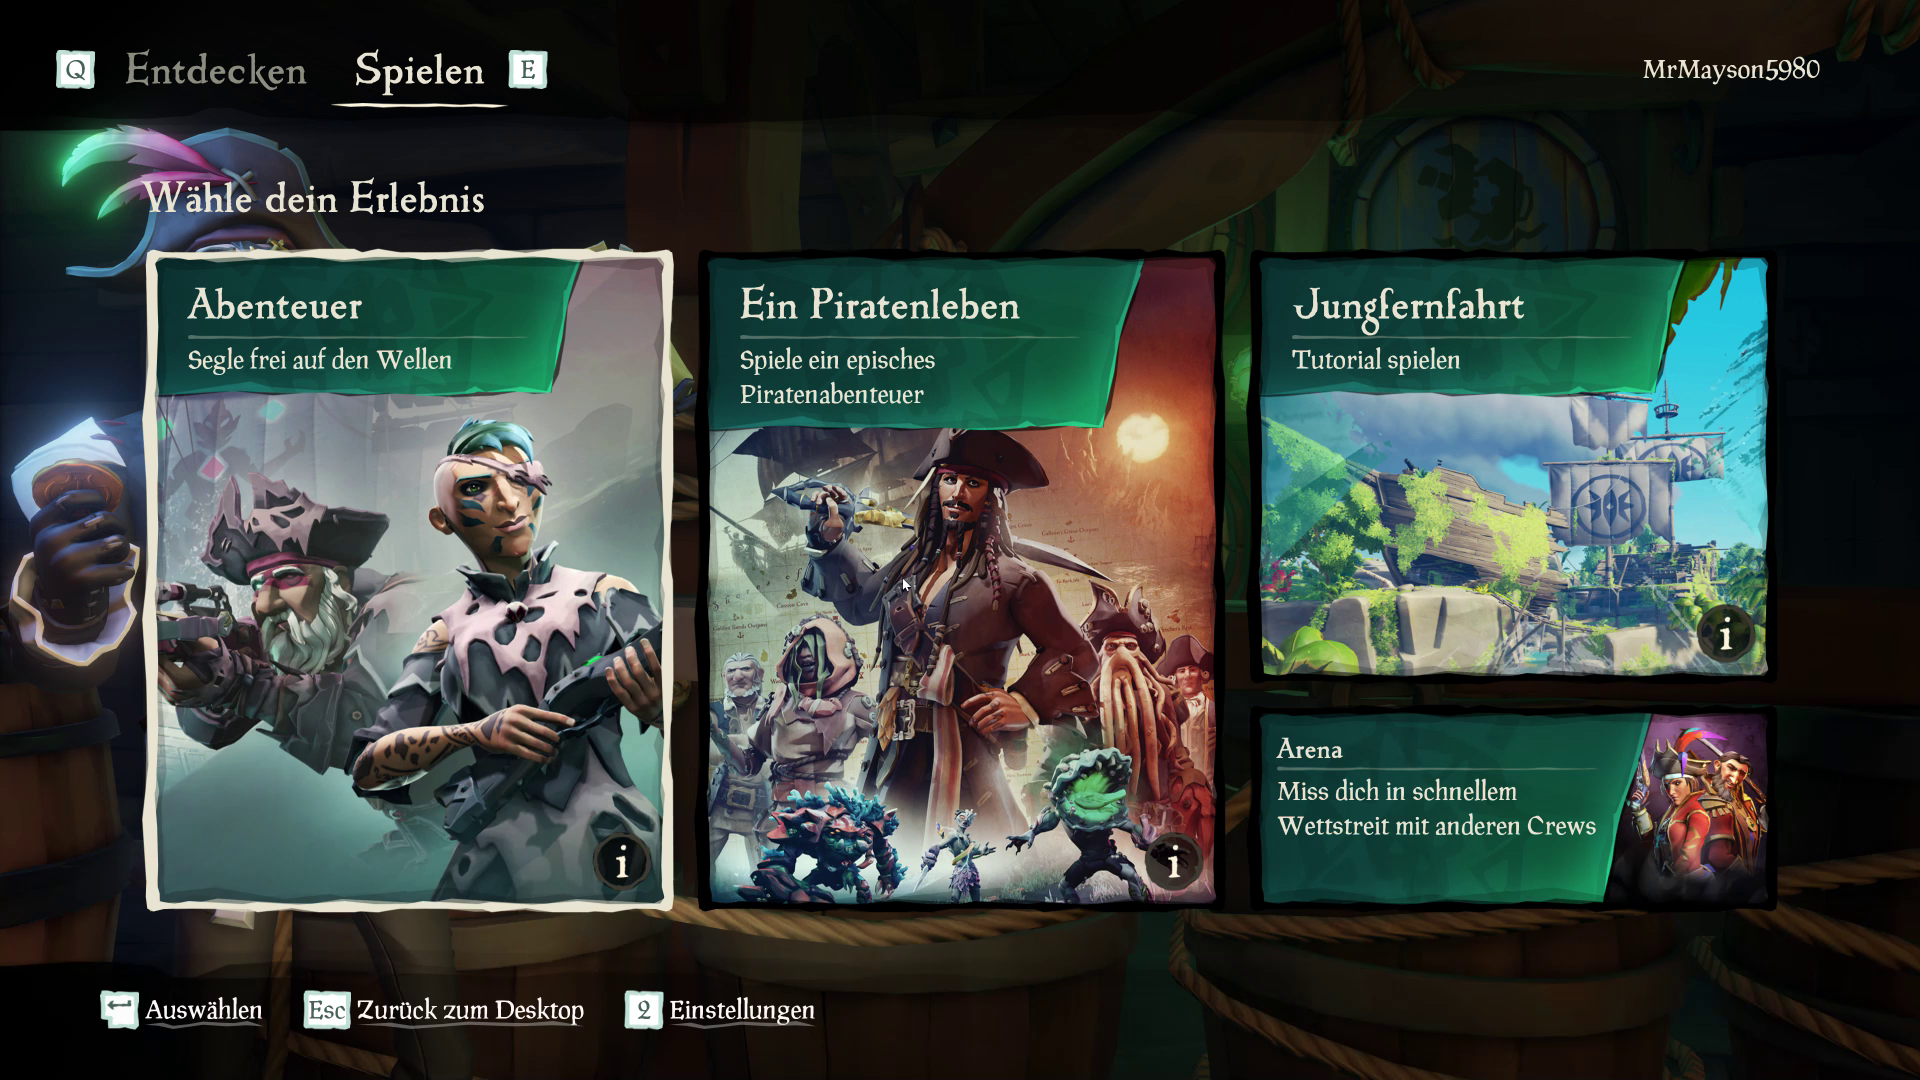 Q Entdecken Spielen E
MrMayson5980
Wähle dein Erlebnis
Abenteuer
Segle frei auf den Wellen
Ein Piratenleben
Spiele ein episches
Piratenabenteuer
Jungfernfahrt
Tutorial spielen
Arena
Miss dich in schnellem
Wettstreit mit anderen Crews
Auswählen Esc Zurück zum Desktop 2 Einstellungen